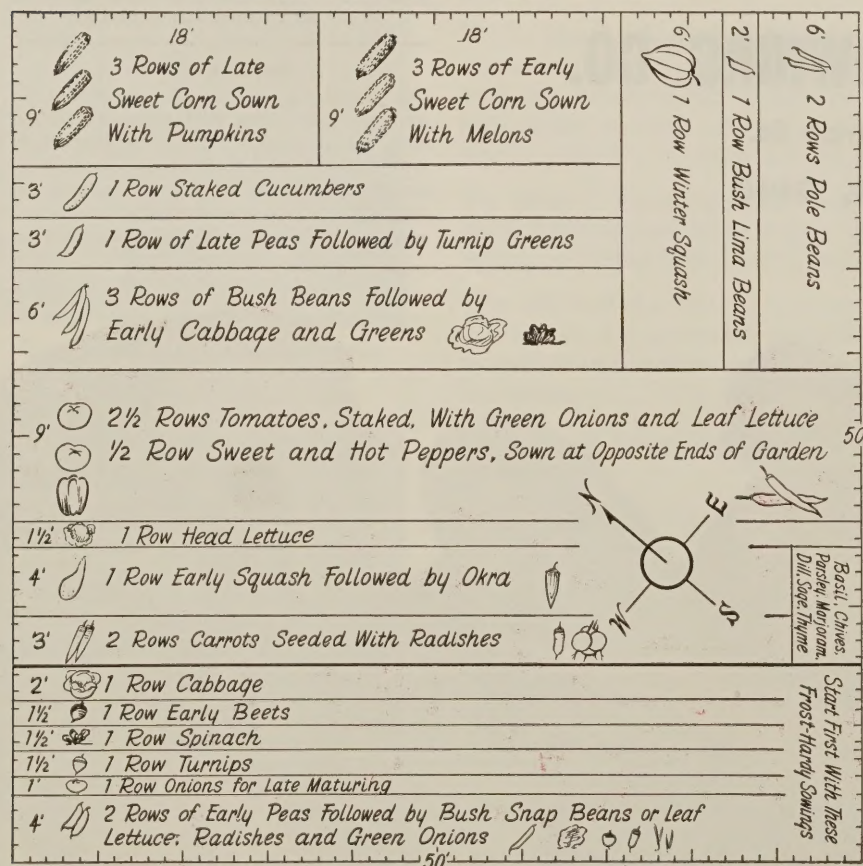 18'
3 Rows of Late
Sweet Corn Sown
9'
With Pumpkins
18'
3 Rows of Early
Sweet Corn Sown
9'
With Melons
6'
1 Row Winter Squash
2'
1 Row Bush Lima Beans
6'
2 Rows Pole Beans
3' 1 Row Staked Cucumbers
3' 1 Row of Late Peas Followed by Turnip Greens
6' 3 Rows of Bush Beans Followed by
Early Cabbage and Greens
9' 2½ Rows Tomatoes, Staked, With Green Onions and Leaf Lettuce
50
½ Row Sweet and Hot Peppers, Sown at Opposite Ends of Garden
1½' 1 Row Head Lettuce
N E
W S
4' 1 Row Early Squash Followed by Okra
Basil, Chives,
Parsley, Marjoram,
Dill, Sage, Thyme
3' 2 Rows Carrots Seeded With Radishes
2' 1 Row Cabbage
1½' 1 Row Early Beets
1½' 1 Row Spinach
1½' 1 Row Turnips
1' 1 Row Onions for Late Maturing
4' 2 Rows of Early Peas Followed by Bush Snap Beans or Leaf
Lettuce, Radishes and Green Onions
Start First With These
Frost-Hardy Sowings
50'